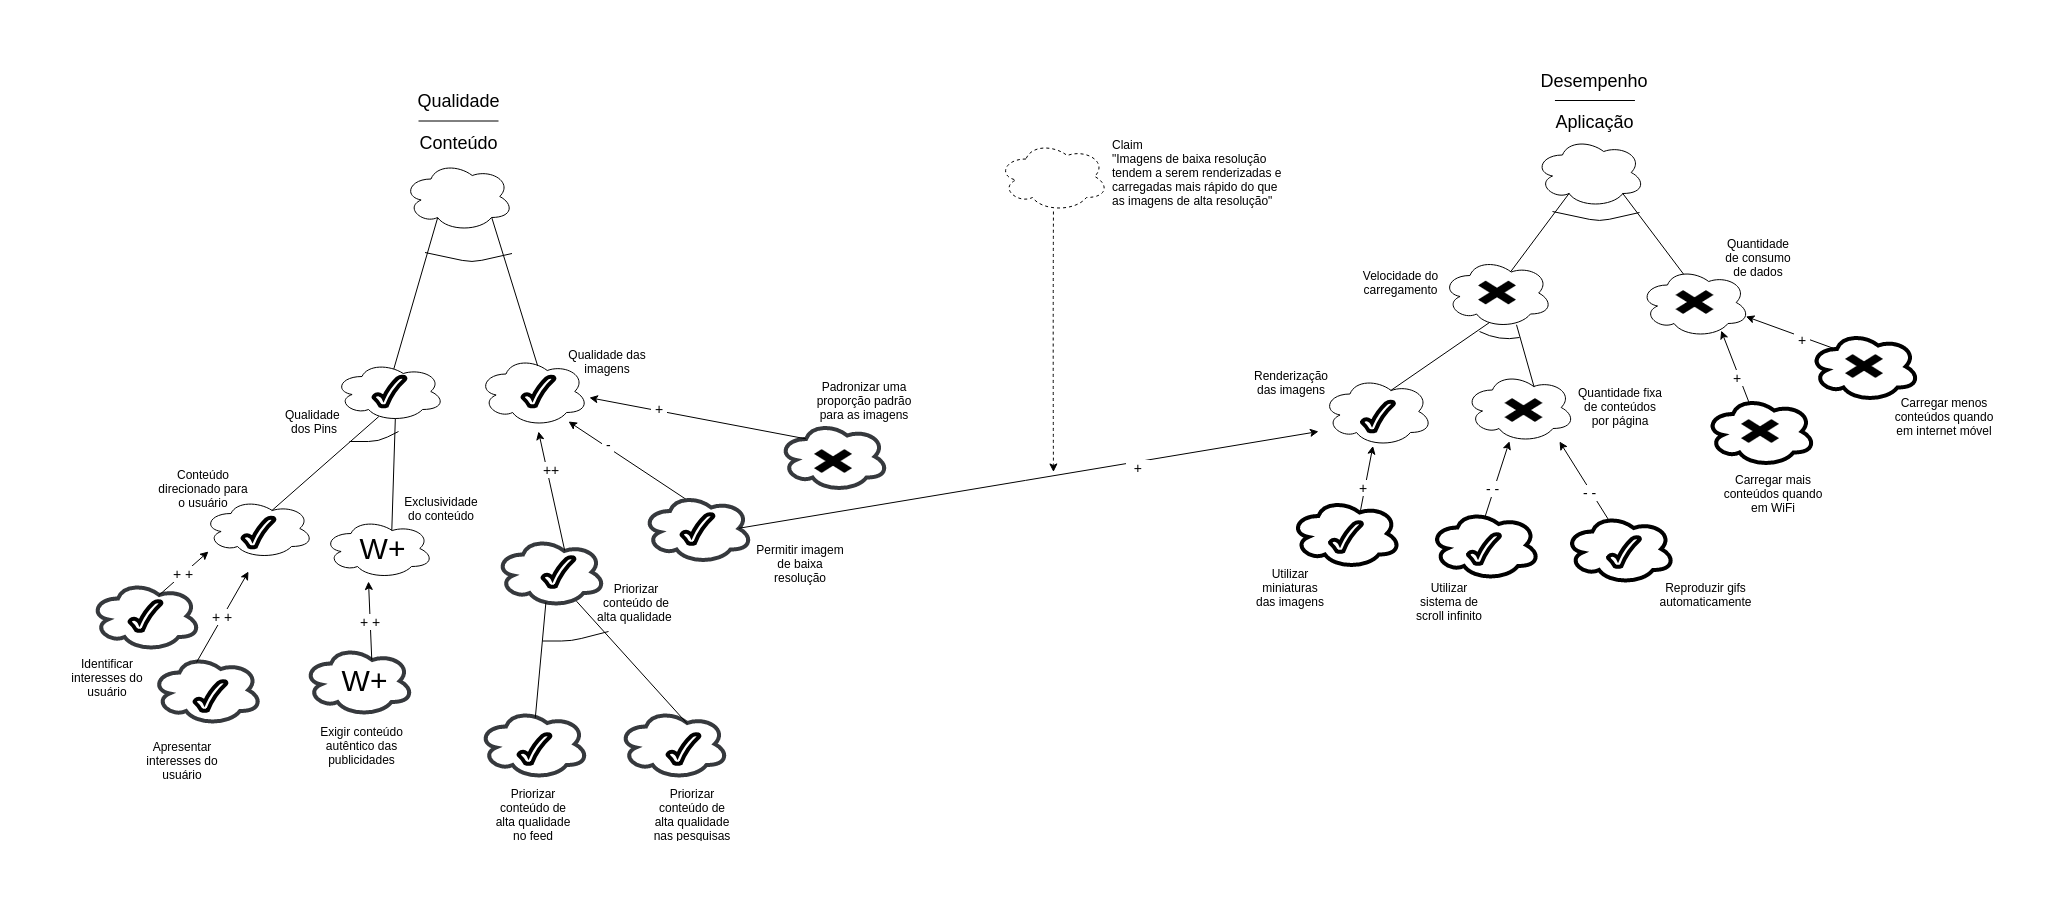 Qualidade
Conteúdo
Desempenho
Aplicação
Claim
"Imagens de baixa resolução
tendem a serem renderizadas e
carregadas mais rápido do que
as imagens de alta resolução"
Qualidade das
imagens
Qualidade
dos Pins
Padronizar uma
proporção padrão
para as imagens
+
-
++
Conteúdo
direcionado para
o usuário
Exclusividade
do conteúdo
W+
Permitir imagem
de baixa
resolução
+
Priorizar
conteúdo de
alta qualidade
+ +
+ +
+ +
Identificar
interesses do
usuário
W+
Apresentar
interesses do
usuário
Exigir conteúdo
autêntico das
publicidades
Priorizar
conteúdo de
alta qualidade
no feed
Priorizar
conteúdo de
alta qualidade
nas pesquisas
Velocidade do
carregamento
Quantidade
de consumo
de dados
+
+
Renderização
das imagens
Quantidade fixa
de conteúdos
por página
Carregar menos
conteúdos quando
em internet móvel
Carregar mais
conteúdos quando
em WiFi
+
- -
- -
Utilizar
miniaturas
das imagens
Utilizar
sistema de
scroll infinito
Reproduzir gifs
automaticamente